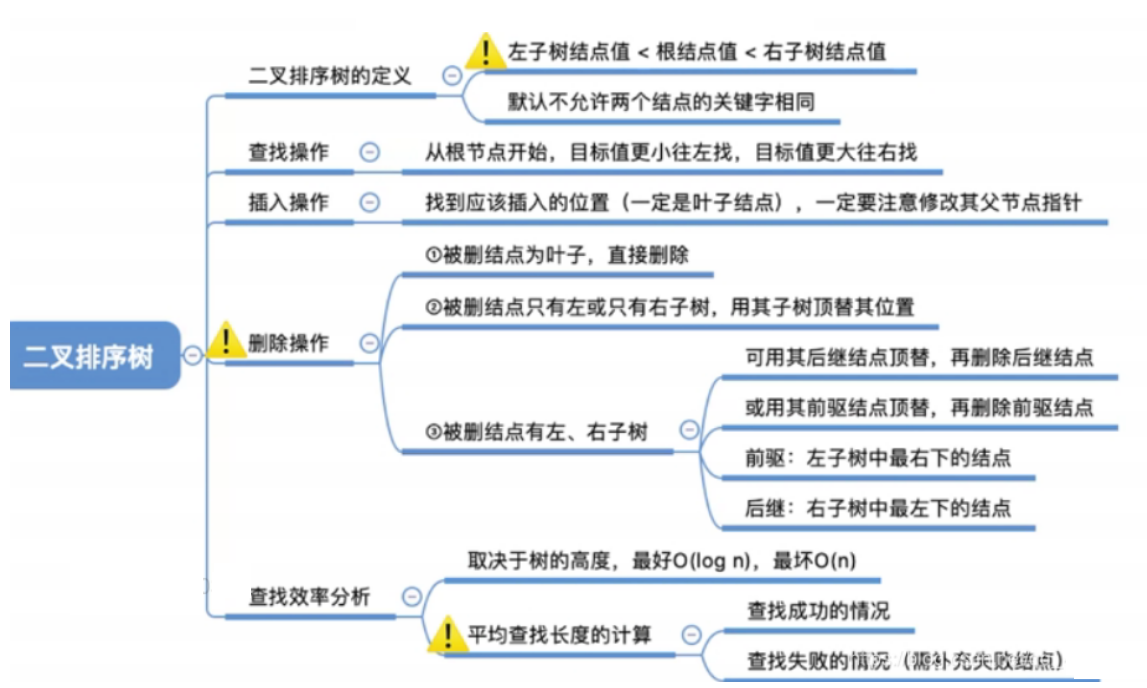 左子树结点值 < 根结点值 < 右子树结点值
二叉排序树的定义
默认不允许两个结点的关键字相同
查找操作
从根节点开始，目标值更小往左找，目标值更大往右找
插入操作
找到应该插入的位置（一定是叶子结点），一定要注意修改其父节点指针
①被删结点为叶子，直接删除
②被删结点只有左或只有右子树，用其子树顶替其位置
二叉排序树
删除操作
可用其后继结点顶替，再删除后继结点
或用其前驱结点顶替，再删除前驱结点
③被删结点有左、右子树
前驱：左子树中最右下的结点
后继：右子树中最左下的结点
取决于树的高度，最好O(log n)，最坏O(n)
查找效率分析
查找成功的情况
平均查找长度的计算
查找失败的情况（需补充失败结点）